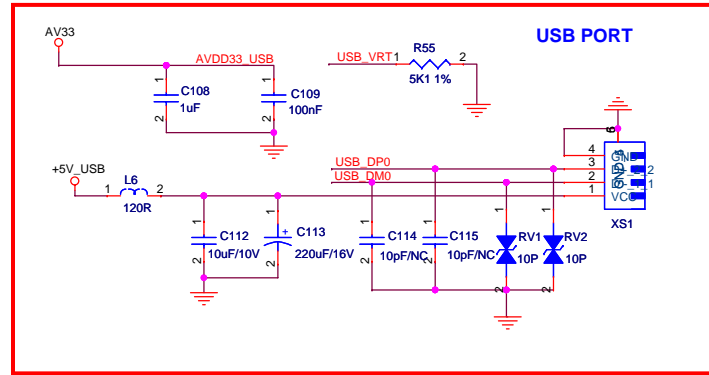 AV33
USB PORT
AVDD33_USB
USB_VRT 1
R55
2
5K1 1%
1
C108
1uF
2
1
C109
100nF
2
USB_DP0
USB_DM0
4
3
2
1
GND
VCC
XS1
+5V_USB
L6
1
2
120R
1
C112
10uF/10V
2
1
+
C113
220uF/16V
2
1
C114
10pF/NC
2
1
C115
10pF/NC
2
1
RV1
10P
2
1
RV2
10P
2